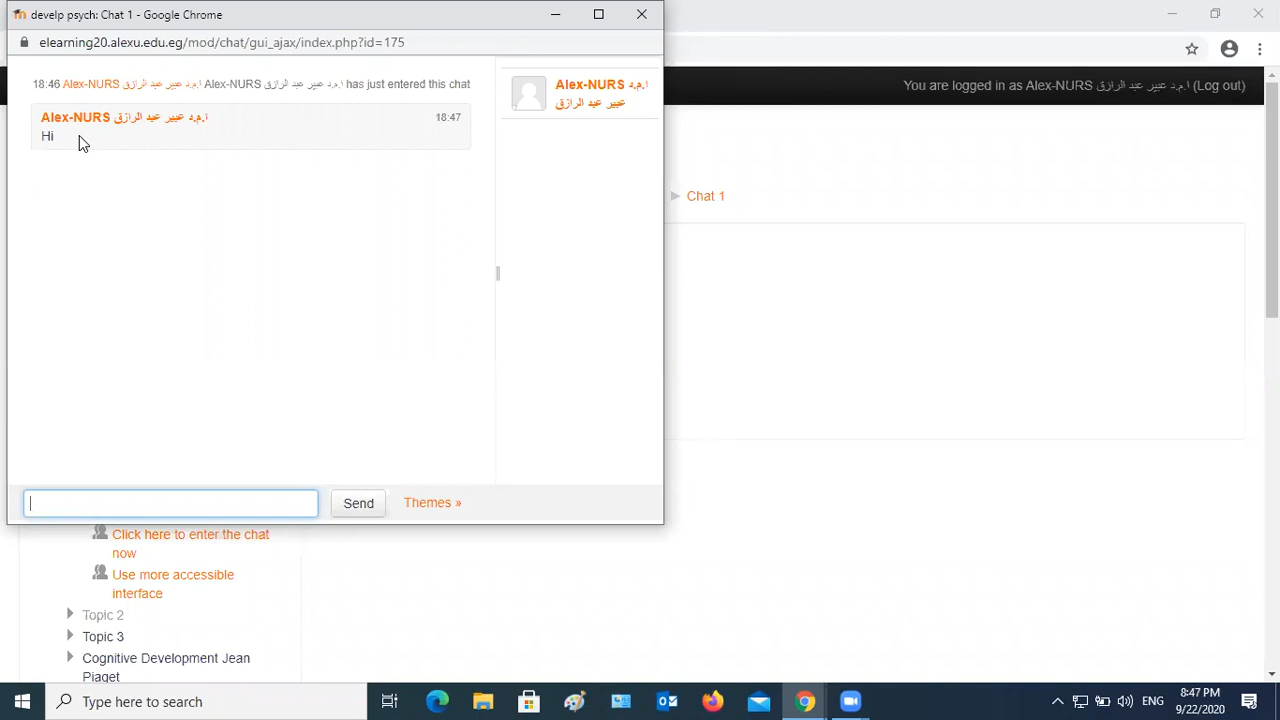 develp psych: Chat 1 - Google Chrome
elearning20.alexu.edu.eg/mod/chat/gui_ajax/index.php?id=175
You are logged in as Alex-NURS ا.م.د عبير عبد الرازق (Log out)
18:46 Alex-NURS ا.م.د عبير عبد الرازق Alex-NURS ا.م.د عبير عبد الرازق has just entered this chat
Alex-NURS ا.م.د عبير عبد الرازق 18:47
Hi
Alex-NURS ا.م.د
عبير عبد الرازق
Chat 1
Send
Themes »
Click here to enter the chat
now
Use more accessible
interface
Topic 2
Topic 3
Cognitive Development Jean
Piaget
Type here to search
ENG
8:47 PM
9/22/2020